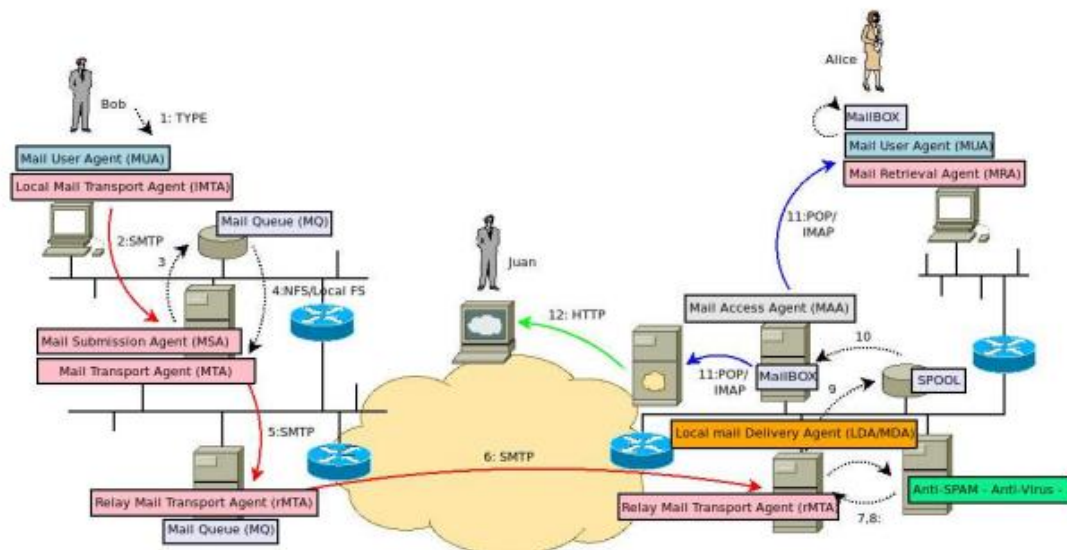 Alice
Bob
1: TYPE
MailBOX
Mail User Agent (MUA)
Mail User Agent (MUA)
Local Mail Transport Agent (lMTA)
Mail Retrieval Agent (MRA)
Mail Queue (MQ)
11:POP/
IMAP
2:SMTP
3
Juan
4:NFS/Local FS
Mail Access Agent (MAA)
12: HTTP
Mail Submission Agent (MSA)
10
Mail Transport Agent (MTA)
11:POP/
IMAP
MailBOX
9
SPOOL
5:SMTP
Local mail Delivery Agent (LDA/MDA)
6: SMTP
Anti-SPAM - Anti-Virus -
Relay Mail Transport Agent (rMTA)
Relay Mail Transport Agent (rMTA)
7,8:
Mail Queue (MQ)